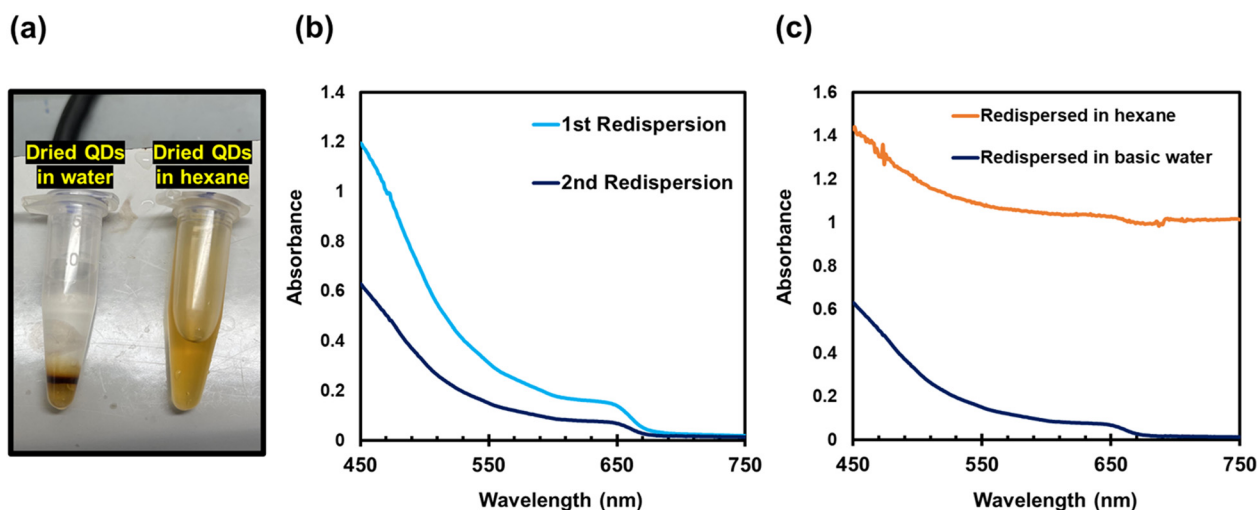 (a)
Dried QDs
in water
Dried QDs
in hexane
(b)
1.4
1.2
1
0.8
0.6
0.4
0.2
0
Absorbance
1st Redispersion
2nd Redispersion
450
550
650
750
Wavelength (nm)
(c)
1.6
1.4
1.2
1
0.8
0.6
0.4
0.2
0
Absorbance
Redispersed in hexane
Redispersed in basic water
450
550
650
750
Wavelength (nm)